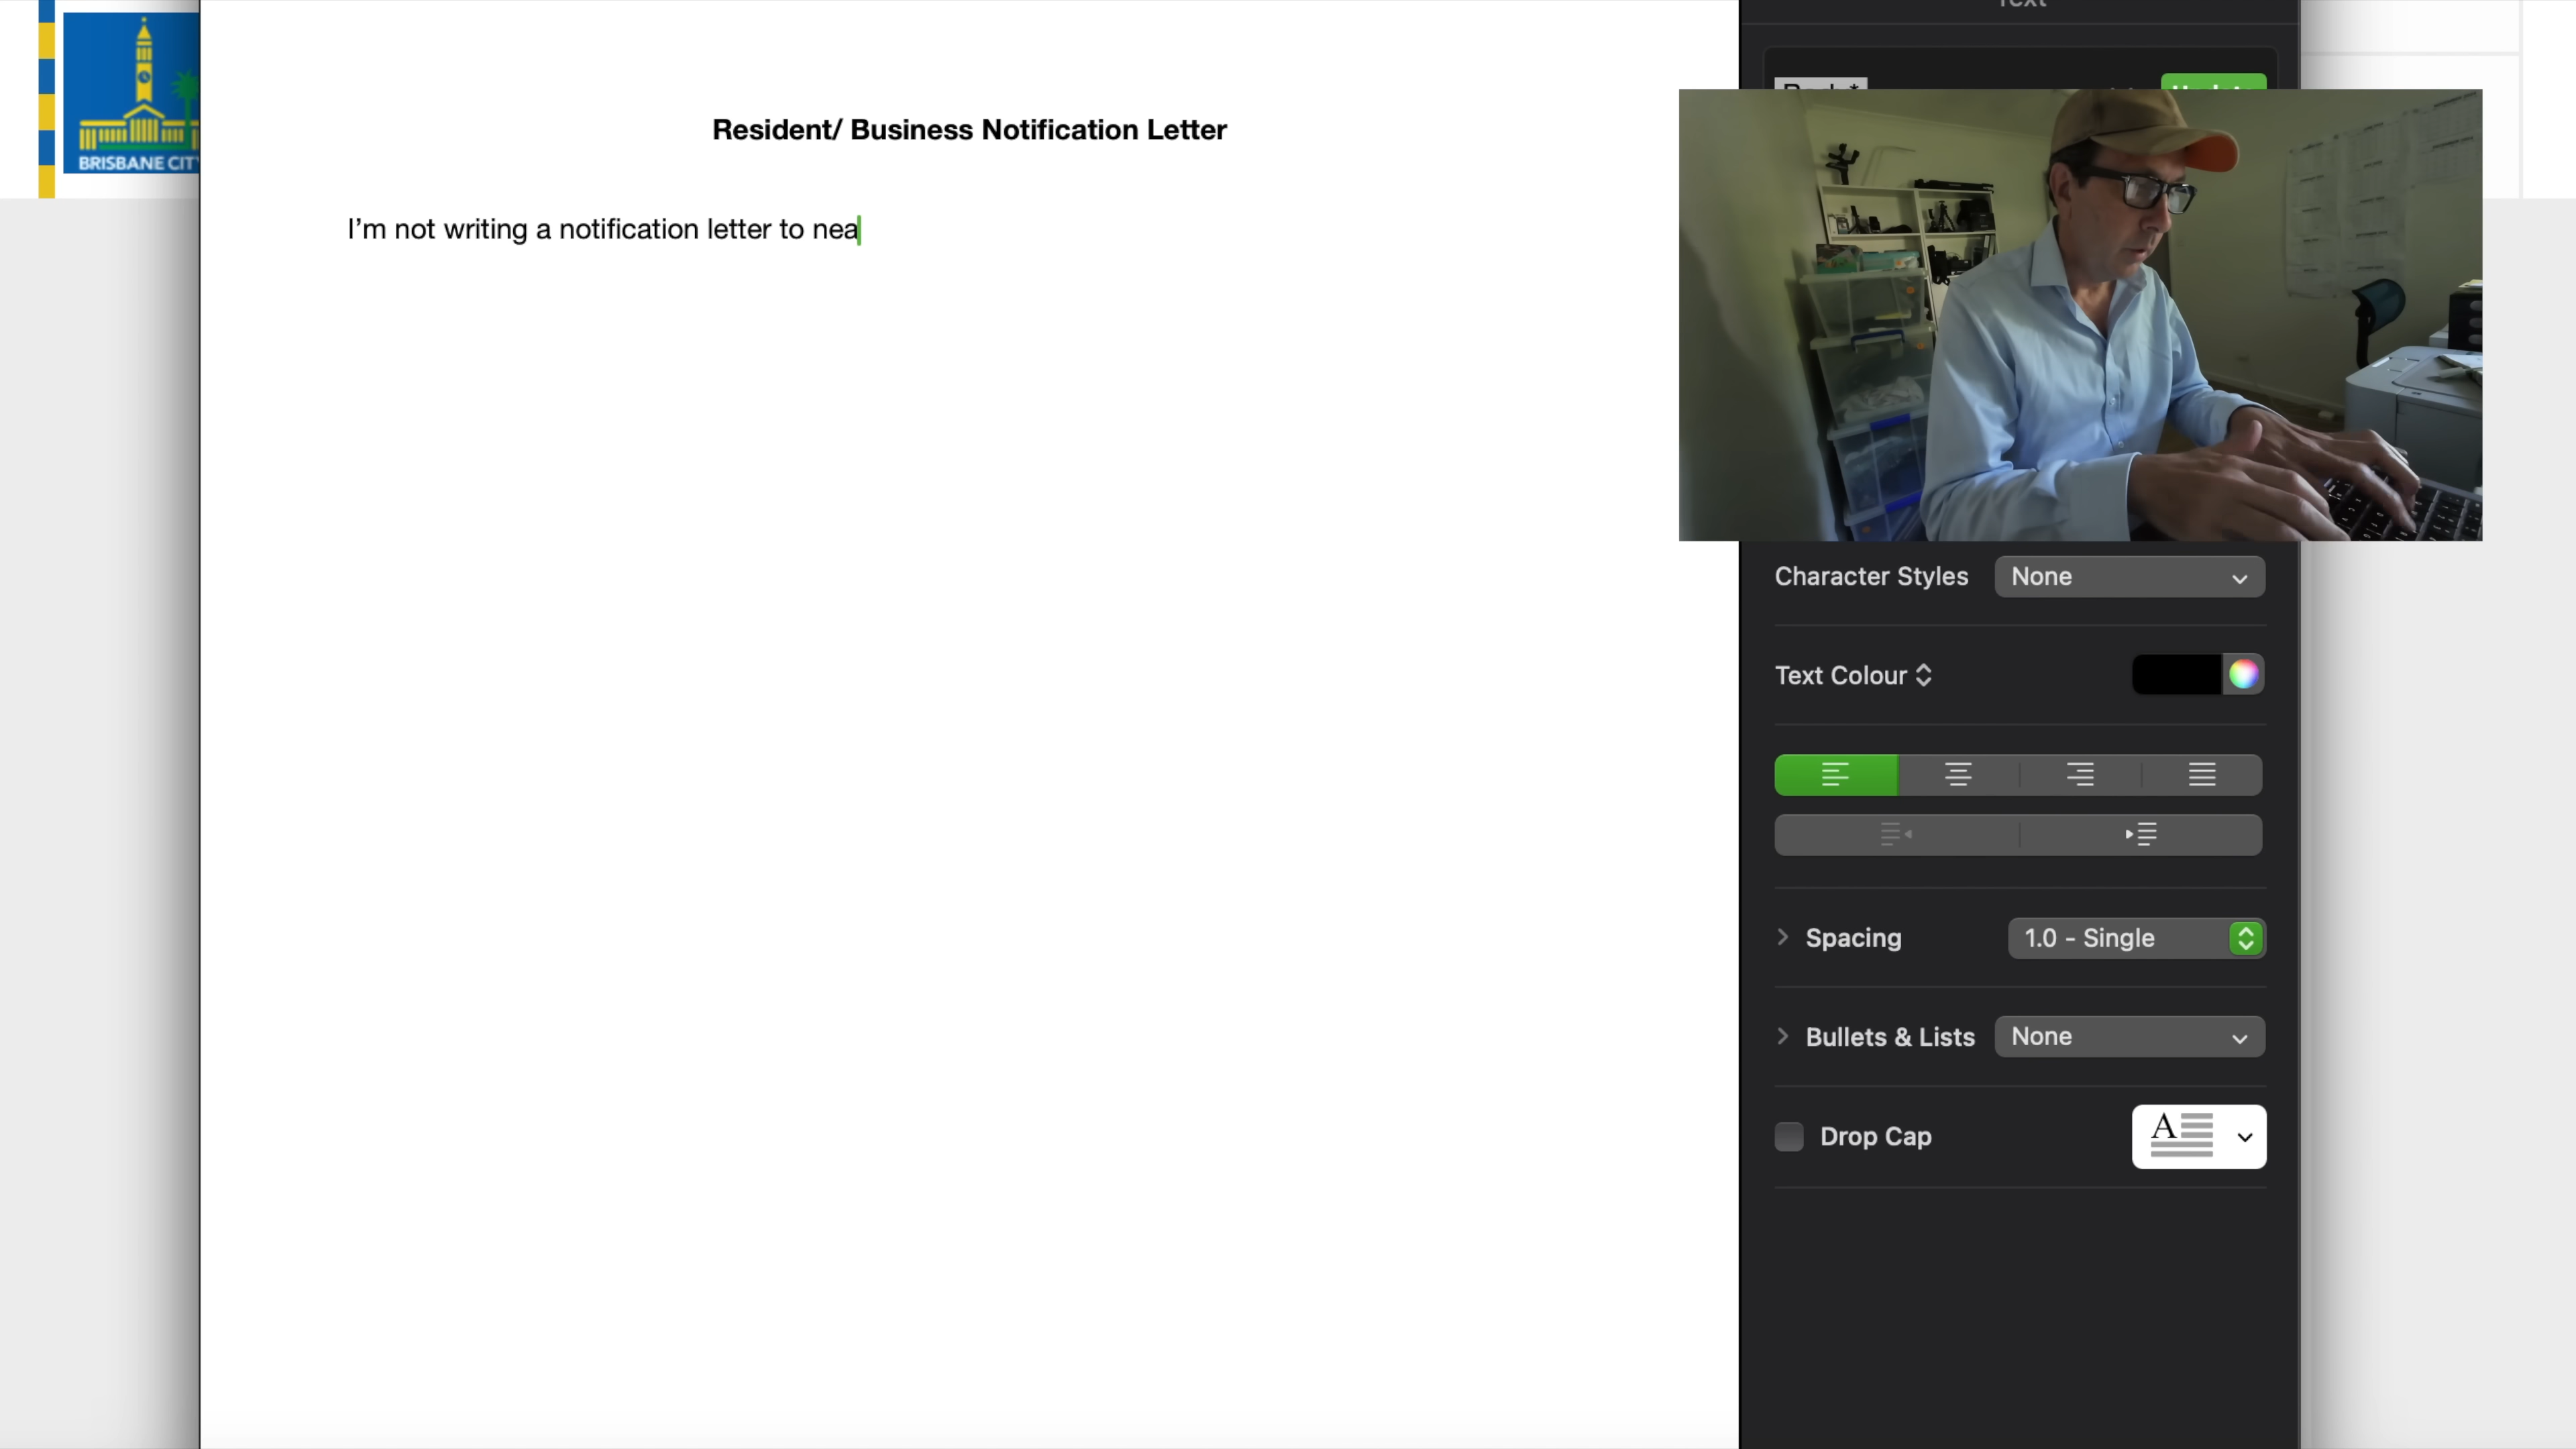 BRISBANE CIT
Resident/ Business Notification Letter
I’m not writing a notification letter to nea
Character Styles
None
Text Colour
Spacing
1.0 - Single
Bullets & Lists
None
Drop Cap
A